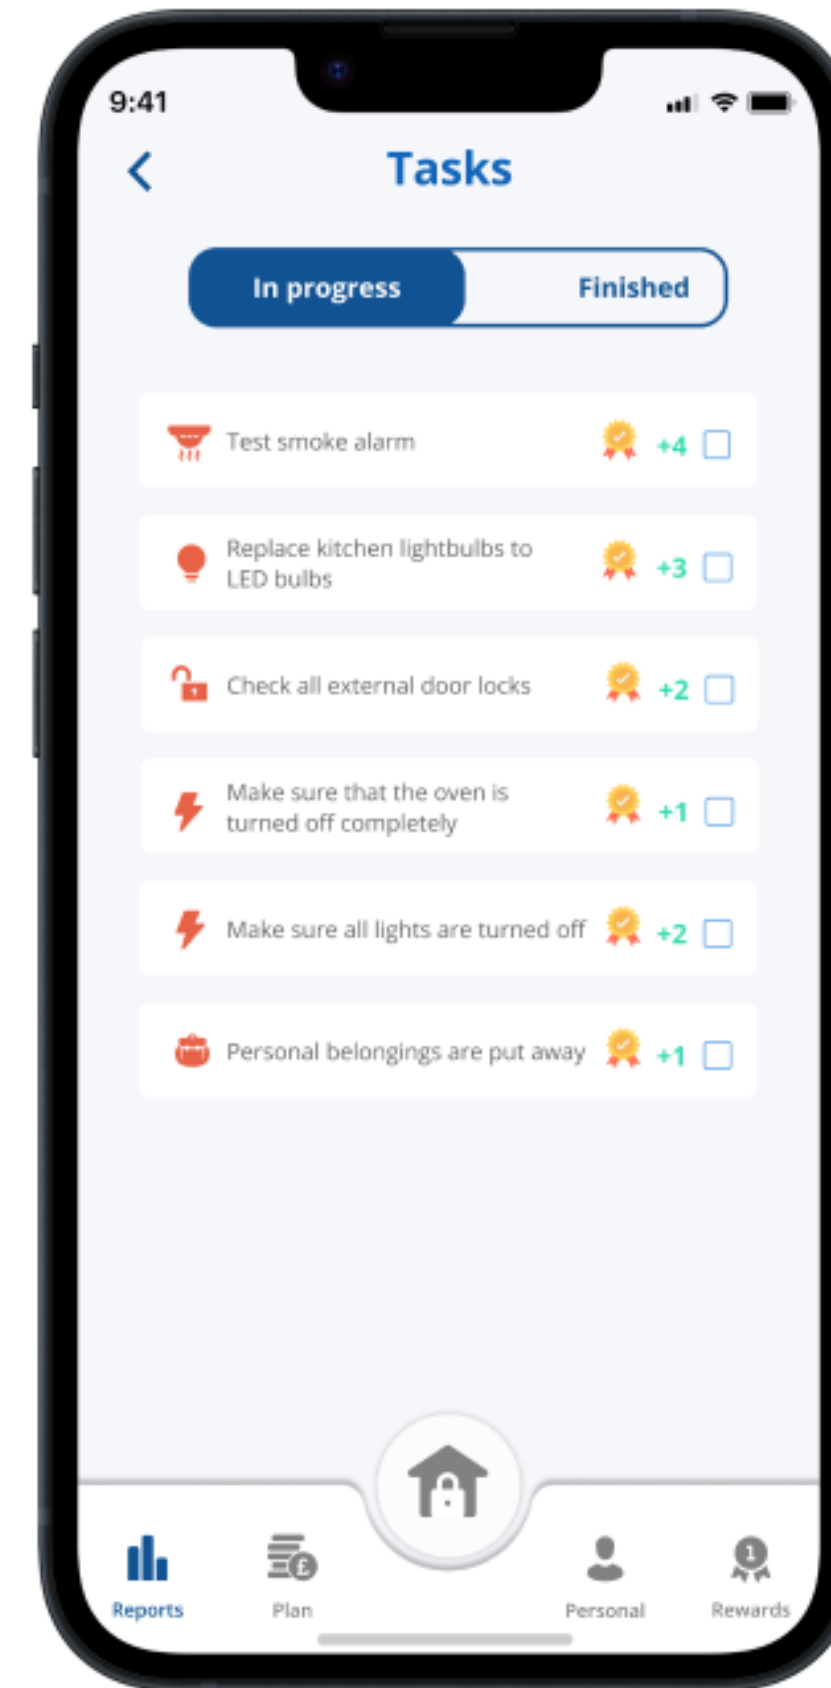 9:41
Tasks
In progress
Finished
Test smoke alarm
+4
Replace kitchen lightbulbs to
LED bulbs
+3
Check all external door locks
+2
Make sure that the oven is
turned off completely
+1
Make sure all lights are turned off
+2
Personal belongings are put away
+1
£
1
Reports
Plan
Personal
Rewards